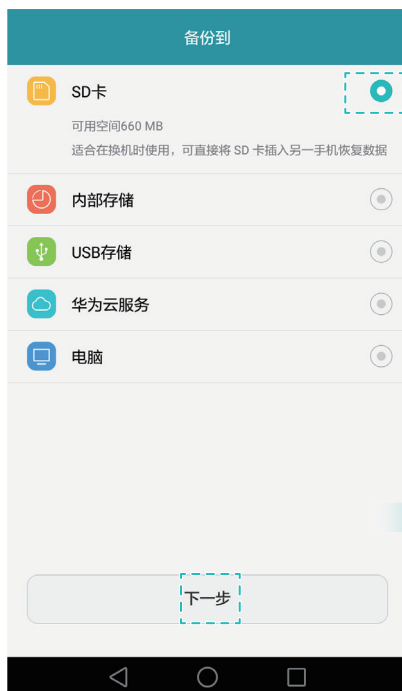 备份到
SD卡
可用空间660 MB
适合在换机时使用，可直接将 SD 卡插入另一手机恢复数据
内部存储
USB存储
华为云服务
电脑
下一步